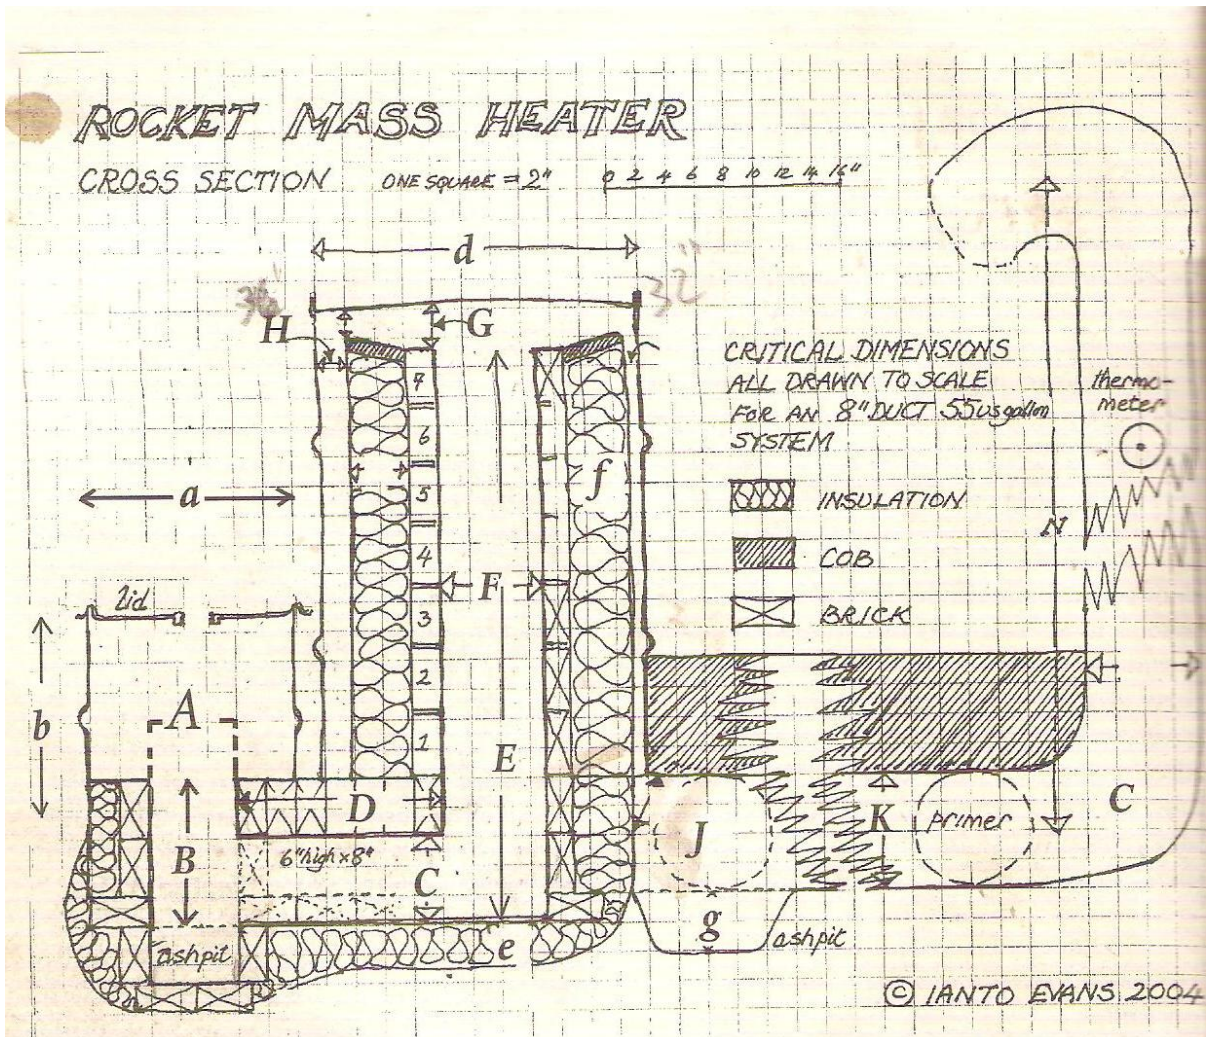 ROCKET MASS HEATER
CROSS SECTION ONE SQUARE = 2" 0 2 4 6 8 10 12 14 16"
d
32"
H
G
CRITICAL DIMENSIONS
ALL DRAWN TO SCALE
FOR AN 8" DUCT 55 US gallon
SYSTEM
thermo-
meter
INSULATION
COB
BRICK
7
6
5
4
3
2
1
a
f
F
N
lid
A
b
E
D
B
6" high x 8"
C
J
K
primer
C
ashpit
e
g
ashpit
© IANTO EVANS 2004